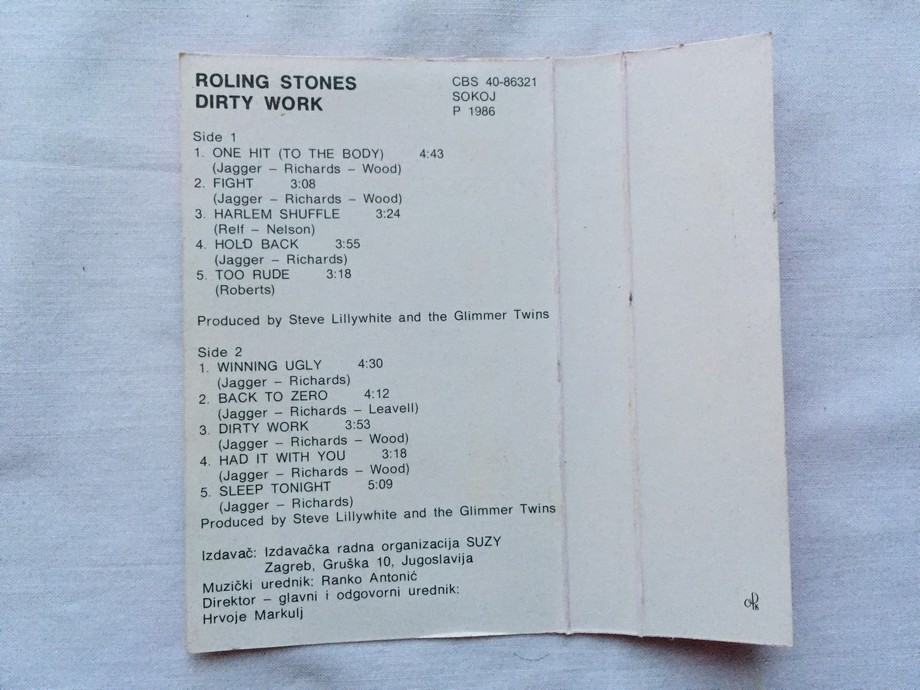 ROLING STONES
DIRTY WORK
CBS 40-86321
SOKOJ
P 1986
Side 1
1. ONE HIT (TO THE BODY) 4:43
(Jagger – Richards – Wood)
2. FIGHT 3:08
(Jagger – Richards – Wood)
3. HARLEM SHUFFLE 3:24
(Relf – Nelson)
4. HOLD BACK 3:55
(Jagger – Richards)
5. TOO RUDE 3:18
(Roberts)
Produced by Steve Lillywhite and the Glimmer Twins
Side 2
1. WINNING UGLY 4:30
(Jagger – Richards)
2. BACK TO ZERO 4:12
(Jagger – Richards – Leavell)
3. DIRTY WORK 3:53
(Jagger – Richards – Wood)
4. HAD IT WITH YOU 3:18
(Jagger – Richards – Wood)
5. SLEEP TONIGHT 5:09
(Jagger – Richards)
Produced by Steve Lillywhite and the Glimmer Twins
Izdavač: Izdavačka radna organizacija SUZY
Zagreb, Gruška 10, Jugoslavija
Muzički urednik: Ranko Antonić
Direktor – glavni i odgovorni urednik:
Hrvoje Markulj